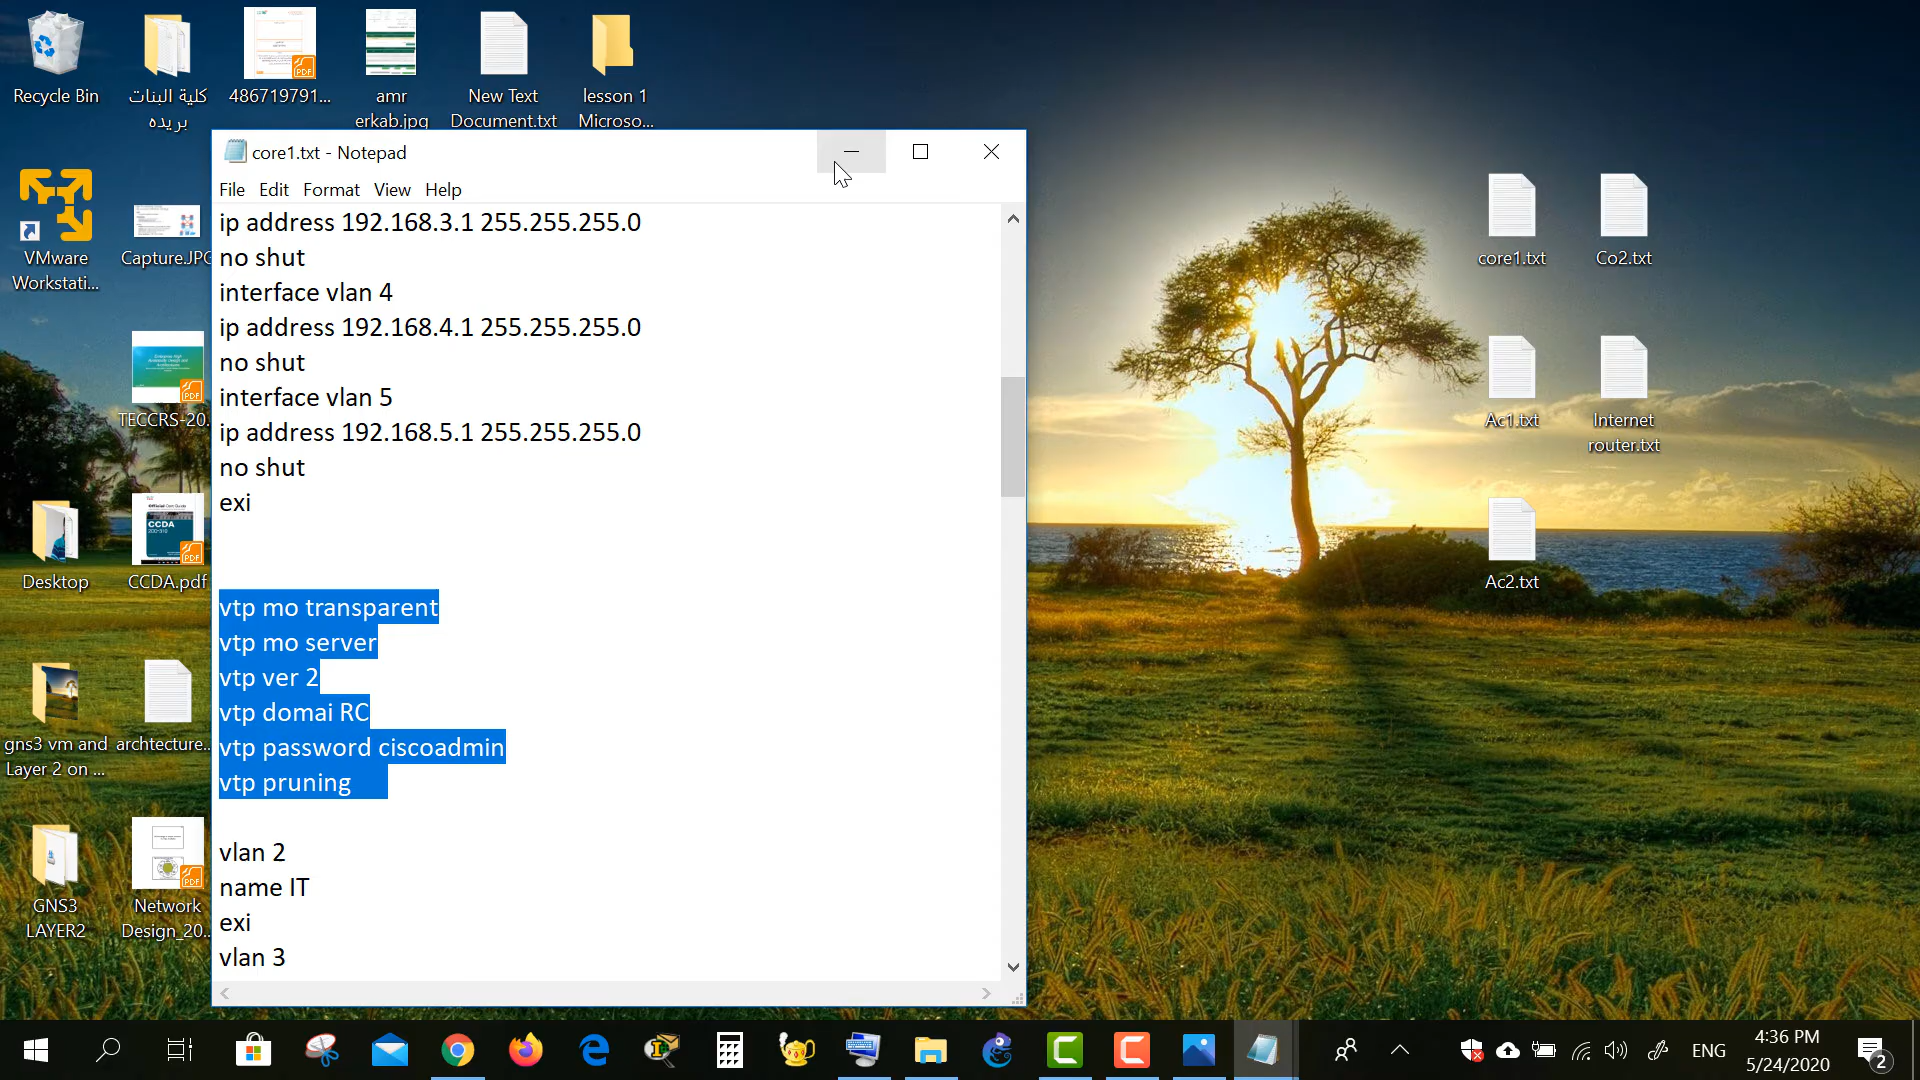 Recycle Bin
كلية البنات
بريده
486719791...
amr
erkab.jpg
New Text
Document.txt
lesson 1
Microso...
core1.txt - Notepad
File Edit Format View Help
ip address 192.168.3.1 255.255.255.0
no shut
interface vlan 4
ip address 192.168.4.1 255.255.255.0
no shut
interface vlan 5
ip address 192.168.5.1 255.255.255.0
no shut
exi
vtp mo transparent
vtp mo server
vtp ver 2
vtp domai RC
vtp password ciscoadmin
vtp pruning
vlan 2
name IT
exi
vlan 3
VMware
Workstati...
Capture.JPG
TECCRS-20...
Desktop
CCDA
CCDA.pdf
gns3 vm and
Layer 2 on ...
archtecture...
GNS3
LAYER2
Network
Design_20...
core1.txt
Co2.txt
Ac1.txt
Internet
router.txt
Ac2.txt
PDF
PDF
PDF
PDF
ENG
4:36 PM
5/24/2020
2